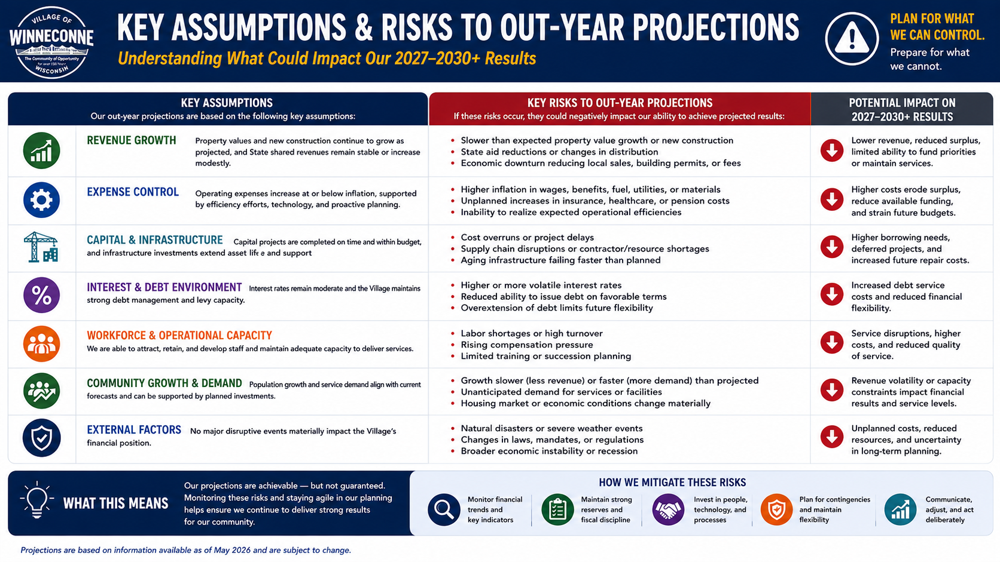 VILLAGE OF
WINNECONNE
The Community of Opportunity
for over 150 Years
WISCONSIN
KEY ASSUMPTIONS & RISKS TO OUT-YEAR PROJECTIONS
Understanding What Could Impact Our 2027–2030+ Results
PLAN FOR WHAT
WE CAN CONTROL.
Prepare for what
we cannot.
KEY ASSUMPTIONS
Our out-year projections are based on the following key assumptions:
KEY RISKS TO OUT-YEAR PROJECTIONS
If these risks occur, they could negatively impact our ability to achieve projected results:
POTENTIAL IMPACT ON
2027–2030+ RESULTS
REVENUE GROWTH
Property values and new construction continue to grow as
projected, and State shared revenues remain stable or increase
modestly.
• Slower than expected property value growth or new construction
• State aid reductions or changes in distribution
• Economic downturn reducing local sales, building permits, or fees
Lower revenue, reduced surplus,
limited ability to fund priorities
or maintain services.
EXPENSE CONTROL
Operating expenses increase at or below inflation, supported
by efficiency efforts, technology, and proactive planning.
• Higher inflation in wages, benefits, fuel, utilities, or materials
• Unplanned increases in insurance, healthcare, or pension costs
• Inability to realize expected operational efficiencies
Higher costs erode surplus,
reduce available funding,
and strain future budgets.
CAPITAL & INFRASTRUCTURE Capital projects are completed on time and within budget,
and infrastructure investments extend asset life e and support
• Cost overruns or project delays
• Supply chain disruptions or contractor/resource shortages
• Aging infrastructure failing faster than planned
Higher borrowing needs,
deferred projects, and
increased future repair costs.
%
INTEREST & DEBT ENVIRONMENT Interest rates remain moderate and the Village maintains
strong debt management and levy capacity.
• Higher or more volatile interest rates
• Reduced ability to issue debt on favorable terms
• Overextension of debt limits future flexibility
Increased debt service
costs and reduced financial
flexibility.
WORKFORCE & OPERATIONAL CAPACITY
We are able to attract, retain, and develop staff and maintain adequate capacity to deliver services.
• Labor shortages or high turnover
• Rising compensation pressure
• Limited training or succession planning
Service disruptions, higher
costs, and reduced quality
of service.
COMMUNITY GROWTH & DEMAND Population growth and service demand align with current
forecasts and can be supported by planned investments.
• Growth slower (less revenue) or faster (more demand) than projected
• Unanticipated demand for services or facilities
• Housing market or economic conditions change materially
Revenue volatility or capacity
constraints impact financial
results and service levels.
EXTERNAL FACTORS No major disruptive events materially impact the Village's
financial position.
• Natural disasters or severe weather events
• Changes in laws, mandates, or regulations
• Broader economic instability or recession
Unplanned costs, reduced
resources, and uncertainty
in long-term planning.
WHAT THIS MEANS
Our projections are achievable — but not guaranteed.
Monitoring these risks and staying agile in our planning
helps ensure we continue to deliver strong results
for our community.
HOW WE MITIGATE THESE RISKS
Monitor financial
trends and
key indicators
Maintain strong
reserves and
fiscal discipline
Invest in people,
technology, and
processes
Plan for contingencies
and maintain
flexibility
Communicate,
adjust, and act
deliberately
Projections are based on information available as of May 2026 and are subject to change.